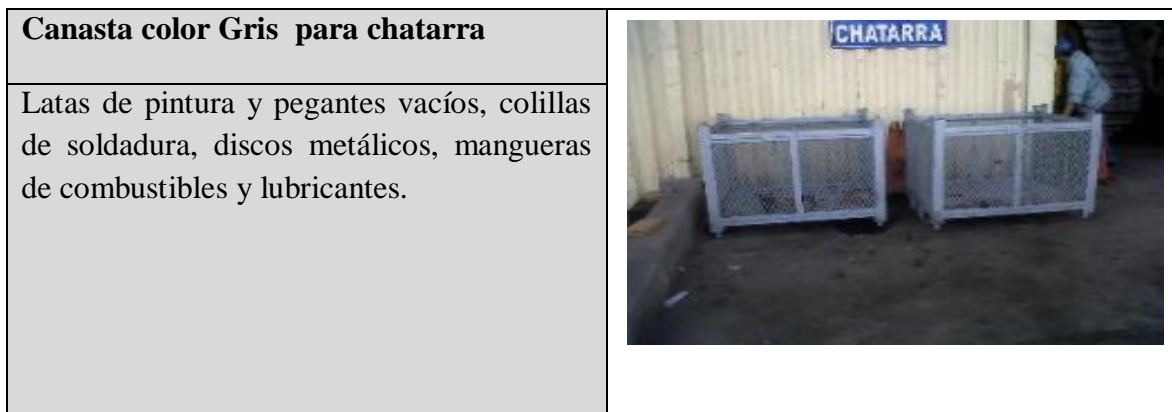 Canasta color Gris para chatarra
Latas de pintura y pegantes vacíos, colillas
de soldadura, discos metálicos, mangueras
de combustibles y lubricantes.
CHATARRA